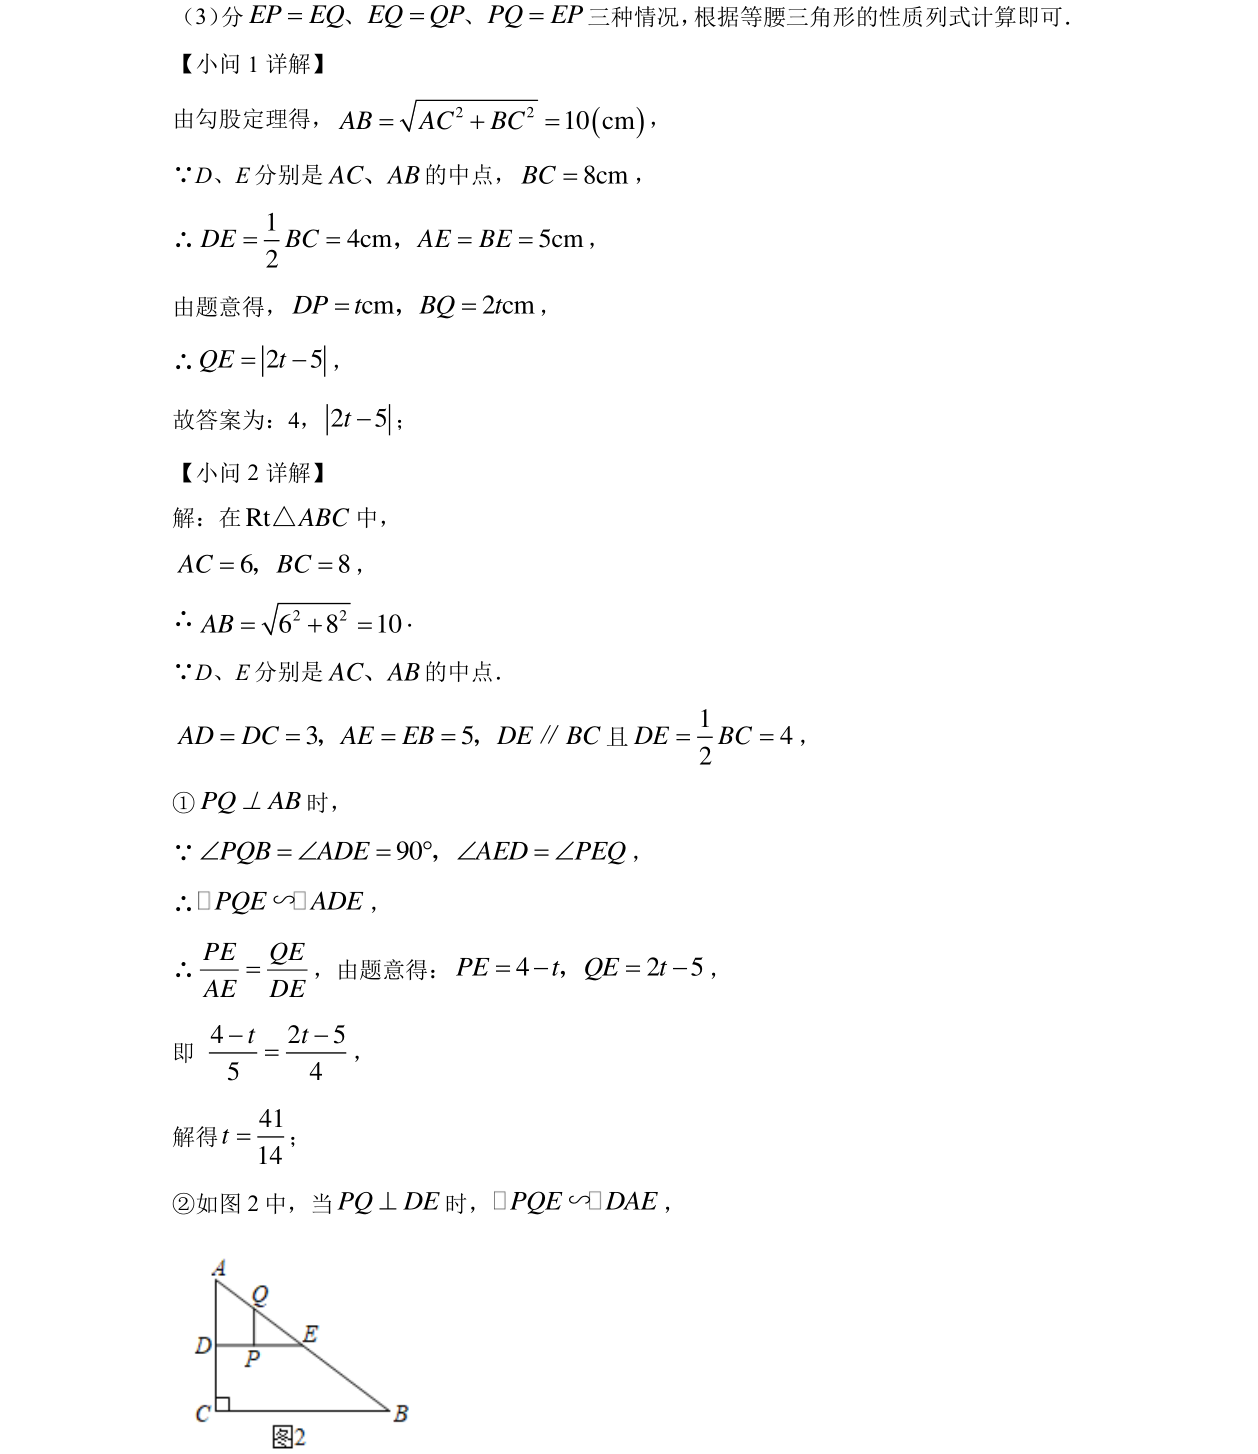 （3）分 EP = EQ、EQ = QP、PQ = EP 三种情况，根据等腰三角形的性质列式计算即可．
【小问 1 详解】
由勾股定理得， AB = √(AC² + BC²) = 10(cm)，
∵D、E 分别是 AC、AB 的中点， BC = 8cm，
∴ DE = 1/2 BC = 4cm，AE = BE = 5cm，
由题意得， DP = tcm，BQ = 2tcm，
∴ QE = |2t − 5|，
故答案为：4， |2t − 5|；
【小问 2 详解】
解：在 Rt△ABC 中，
AC = 6，BC = 8，
∴ AB = √(6² + 8²) = 10．
∵D、E 分别是 AC、AB 的中点．
AD = DC = 3，AE = EB = 5，DE ∥ BC 且 DE = 1/2 BC = 4，
① PQ ⊥ AB 时，
∵ ∠PQB = ∠ADE = 90°，∠AED = ∠PEQ，
∴ □PQE ∽ □ADE，
∴ PE/AE = QE/DE，由题意得：PE = 4 − t，QE = 2t − 5，
即 (4 − t)/5 = (2t − 5)/4，
解得 t = 41/14；
②如图 2 中，当 PQ ⊥ DE 时， □PQE ∽ □DAE，
A
Q
D P E
C B
图2